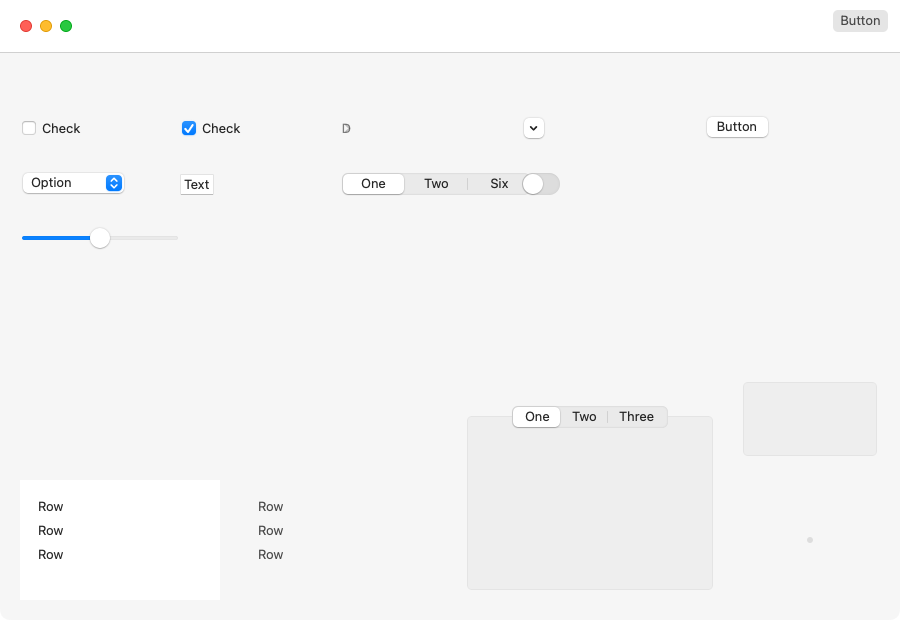 Button
Check
Check
D
Button
Option
Text
One Two Six
One Two Three
Row
Row
Row
Row
Row
Row